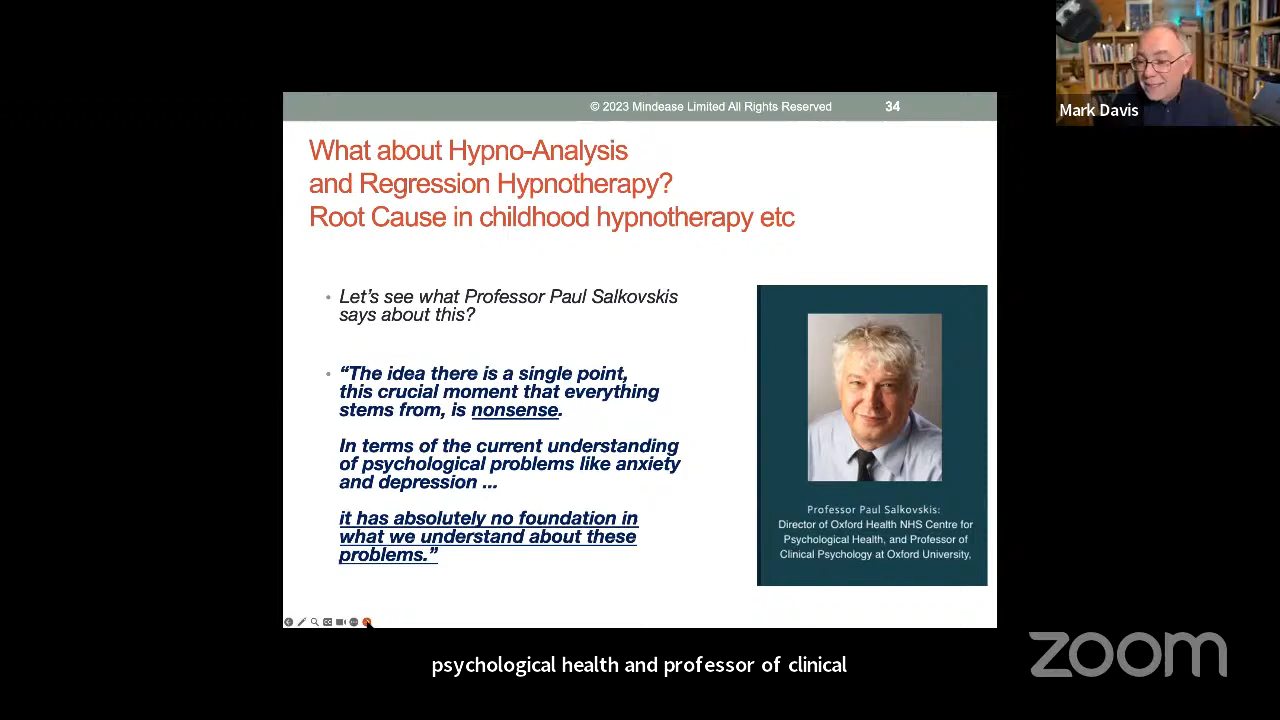 © 2023 Mindease Limited All Rights Reserved 34
Mark Davis
What about Hypno-Analysis
and Regression Hypnotherapy?
Root Cause in childhood hypnotherapy etc
• Let's see what Professor Paul Salkovskis
says about this?
• “The idea there is a single point,
this crucial moment that everything
stems from, is nonsense.
In terms of the current understanding
of psychological problems like anxiety
and depression ...
it has absolutely no foundation in
what we understand about these
problems.”
Professor Paul Salkovskis:
Director of Oxford Health NHS Centre for
Psychological Health, and Professor of
Clinical Psychology at Oxford University,
psychological health and professor of clinical
zoom